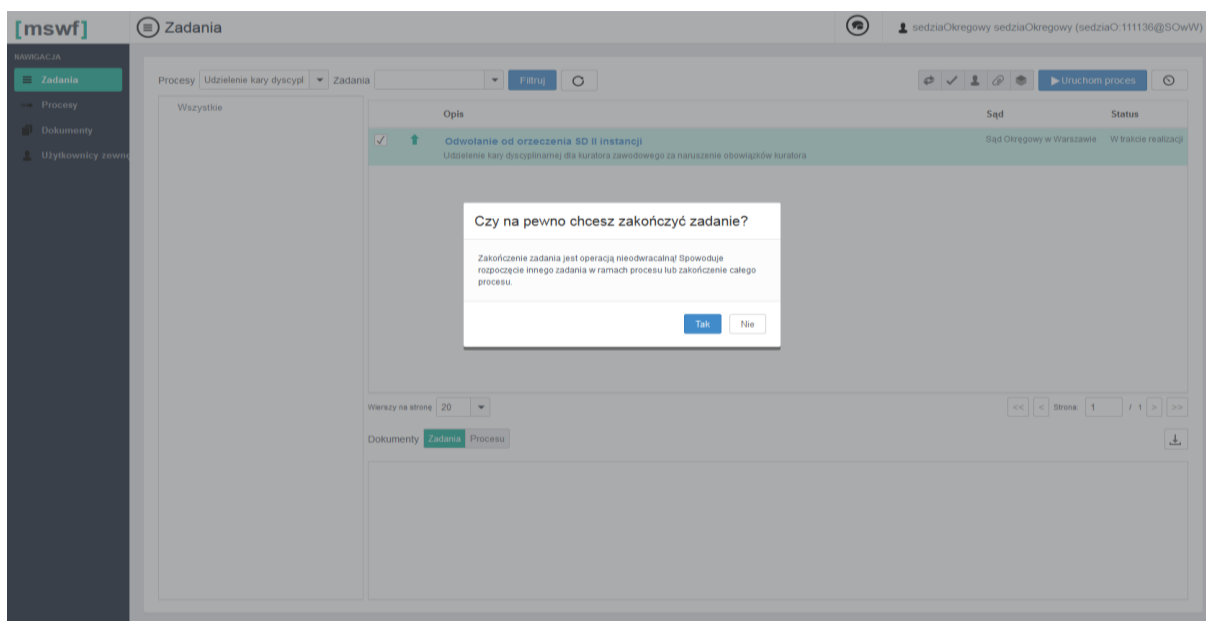 [mswf]
Zadania
sedziaOkregowy sedziaOkregowy (sedziaO:111136@SOwW)
NAWIGACJA
Zadania
Procesy
Dokumenty
Użytkownicy zewnę
Procesy Udzielenie kary dyscypl Zadania Filtruj Uruchom proces
Wszystkie
Opis Sąd Status
Odwołanie od orzeczenia SD II instancji Sąd Okręgowy w Warszawie W trakcie realizacji
Udzielenie kary dyscyplinarnej dla kuratora zawodowego za naruszenie obowiązków kuratora
Czy na pewno chcesz zakończyć zadanie?
Zakończenie zadania jest operacją nieodwracalną! Spowoduje
rozpoczęcie innego zadania w ramach procesu lub zakończenie całego
procesu.
Tak Nie
Wierszy na stronę 20 << < Strona: 1 / 1 > >>
Dokumenty Zadania Procesu